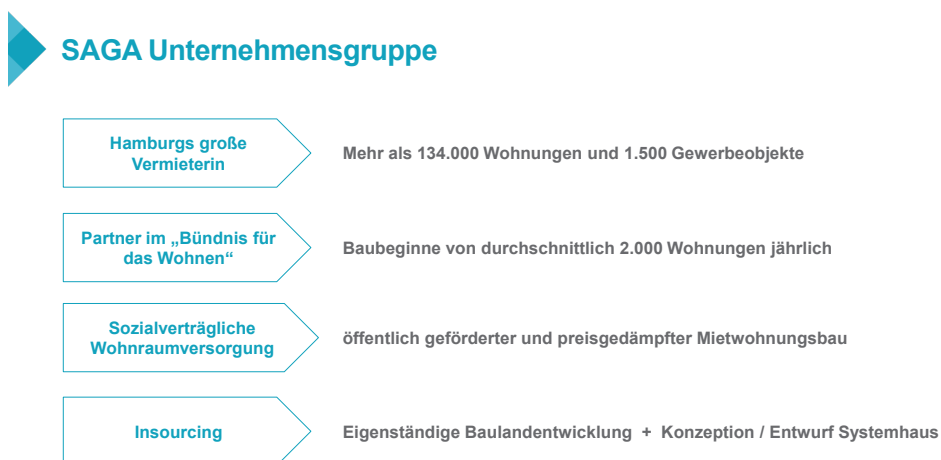 SAGA Unternehmensgruppe
Hamburgs große
Vermieterin
Mehr als 134.000 Wohnungen und 1.500 Gewerbeobjekte
Partner im „Bündnis für
das Wohnen“
Baubeginne von durchschnittlich 2.000 Wohnungen jährlich
Sozialverträgliche
Wohnraumversorgung
öffentlich geförderter und preisgedämpfter Mietwohnungsbau
Insourcing
Eigenständige Baulandentwicklung + Konzeption / Entwurf Systemhaus